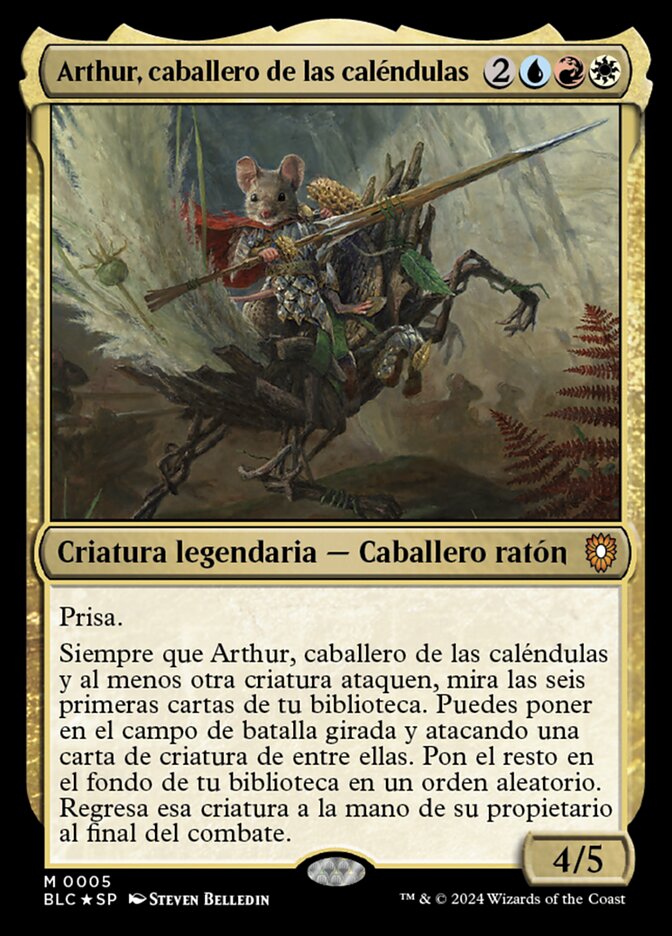 Arthur, caballero de las caléndulas 2
Criatura legendaria — Caballero ratón
Prisa.
Siempre que Arthur, caballero de las caléndulas
y al menos otra criatura ataquen, mira las seis
primeras cartas de tu biblioteca. Puedes poner
en el campo de batalla girada y atacando una
carta de criatura de entre ellas. Pon el resto en
el fondo de tu biblioteca en un orden aleatorio.
Regresa esa criatura a la mano de su propietario
al final del combate.
4/5
M 0005
BLC ★ SP Steven Belledin
™ & © 2024 Wizards of the Coast